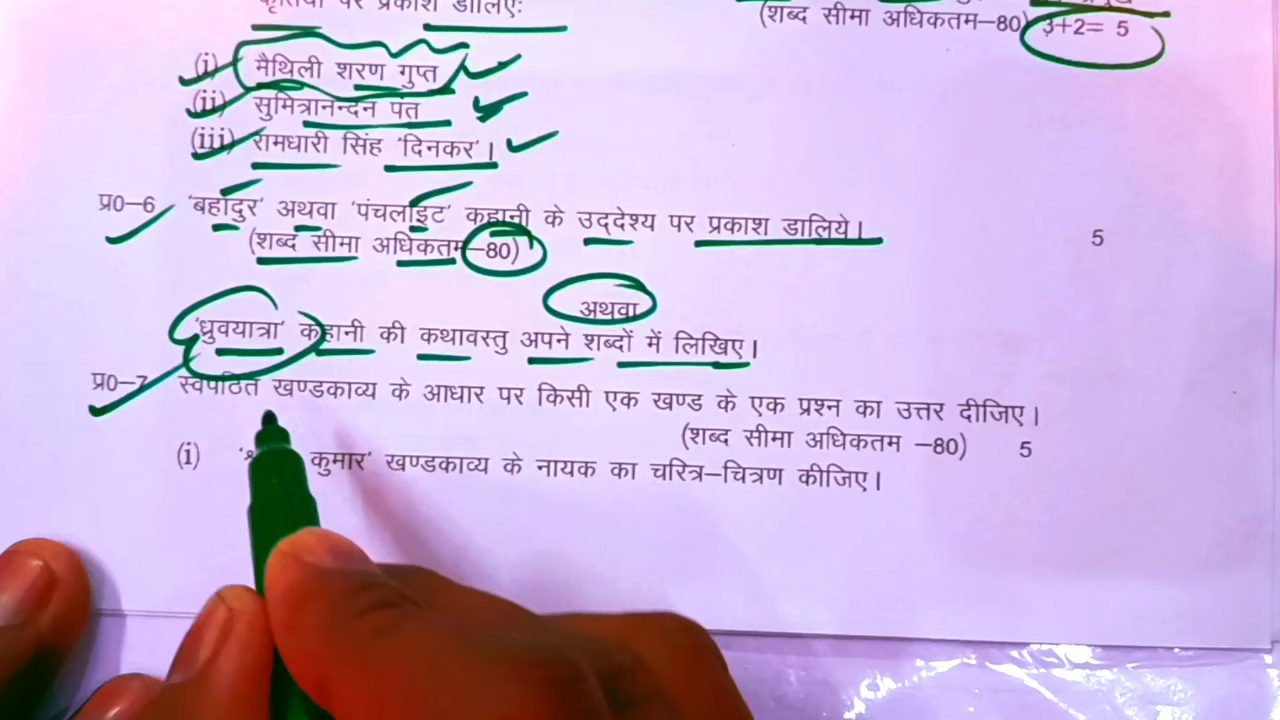 कृतियों पर प्रकाश डालिएः
(शब्द सीमा अधिकतम–80) 3+2= 5
(i) मैथिली शरण गुप्त
(ii) सुमित्रानन्दन पंत
(iii) रामधारी सिंह 'दिनकर'।
प्र0–6 'बहादुर' अथवा 'पंचलाइट' कहानी के उद्देश्य पर प्रकाश डालिये। 5
(शब्द सीमा अधिकतम–80)
अथवा
'ध्रुवयात्रा' कहानी की कथावस्तु अपने शब्दों में लिखिए।
प्र0–7 स्वपठित खण्डकाव्य के आधार पर किसी एक खण्ड के एक प्रश्न का उत्तर दीजिए।
(शब्द सीमा अधिकतम –80) 5
(i) कुमार' खण्डकाव्य के नायक का चरित्र–चित्रण कीजिए।